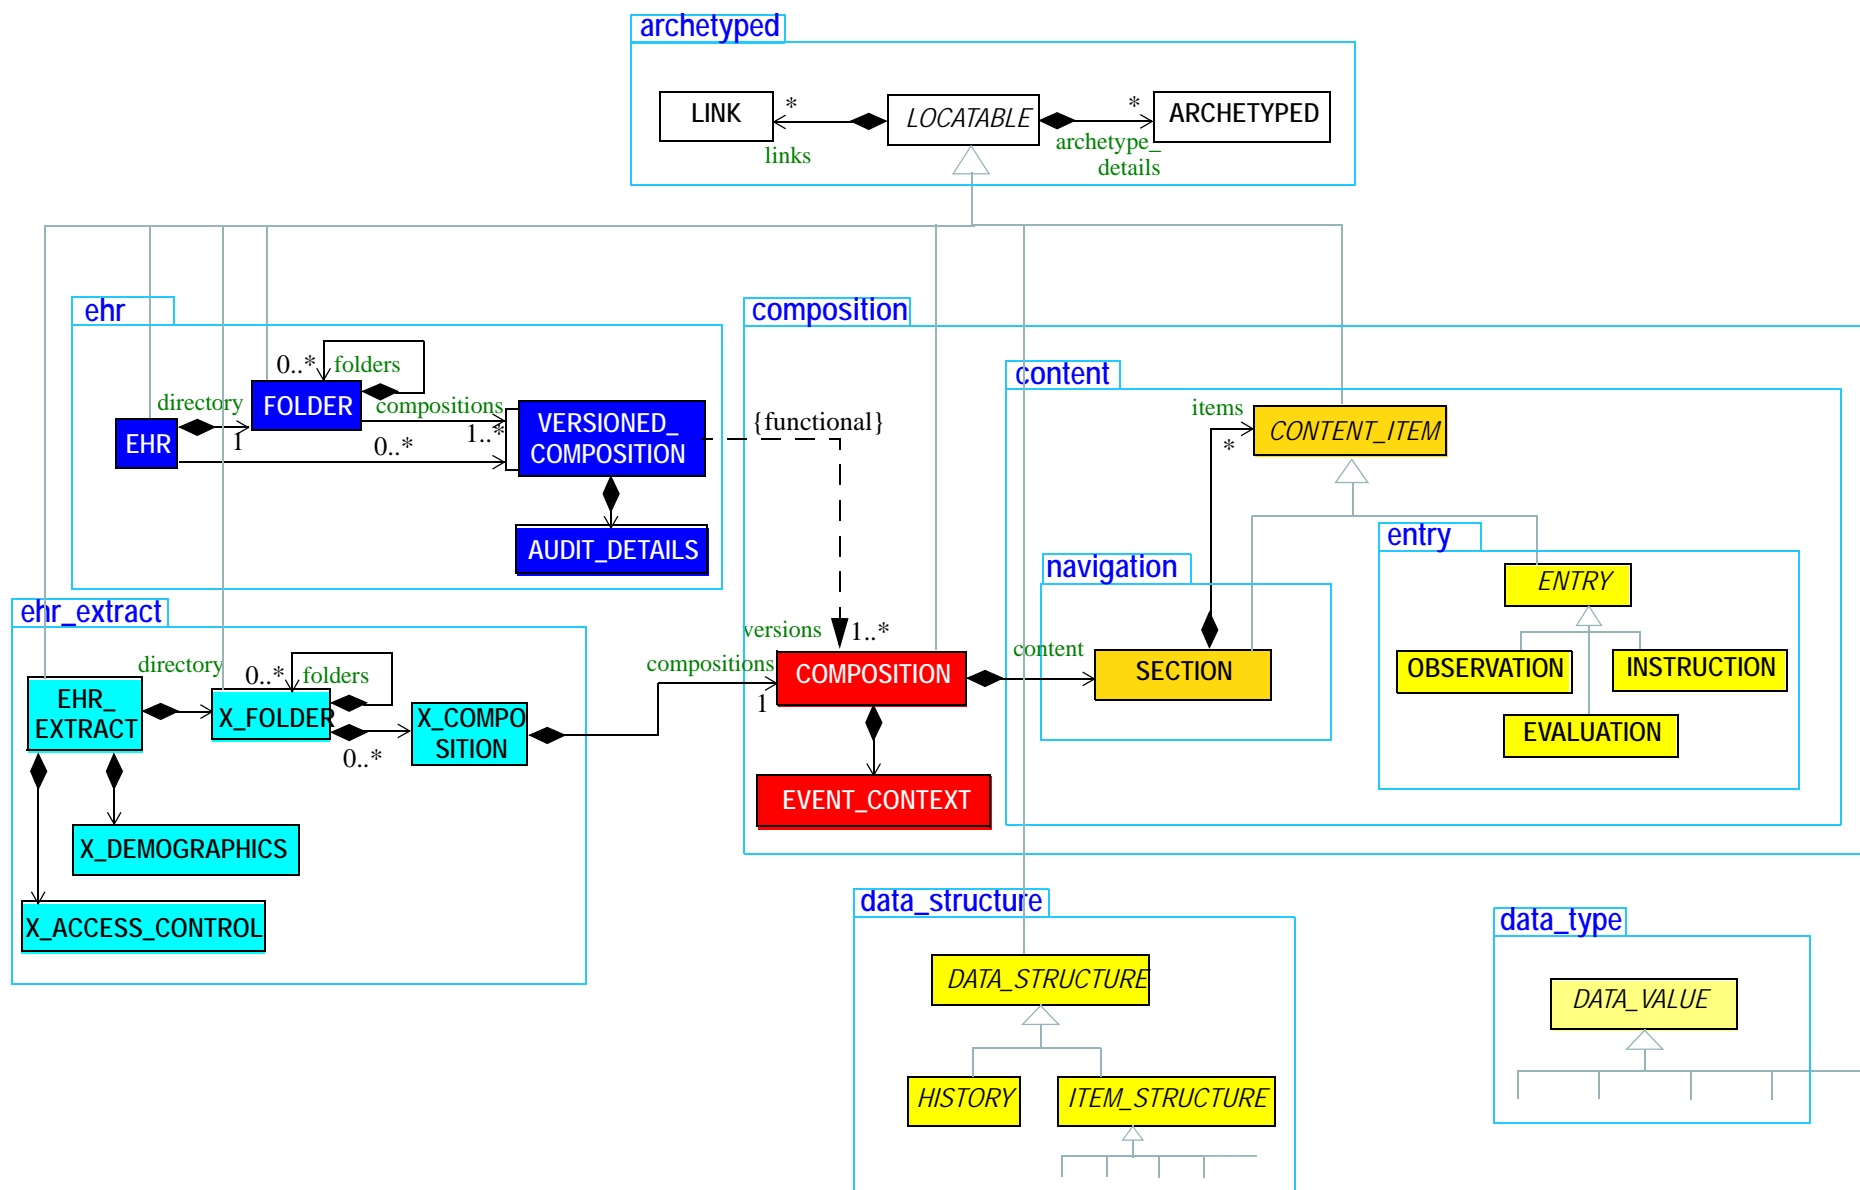 archetyped
LINK
*
LOCATABLE
*
ARCHETYPED
links
archetype_
details
ehr
0..*
folders
directory
FOLDER
compositions
EHR
1
0..*
1..*
VERSIONED_
COMPOSITION
AUDIT_DETAILS
{functional}
composition
content
items
*
CONTENT_ITEM
entry
ENTRY
navigation
OBSERVATION
INSTRUCTION
EVALUATION
versions
1..*
content
SECTION
compositions
COMPOSITION
1
EVENT_CONTEXT
ehr_extract
directory
0..*
folders
EHR_
EXTRACT
X_FOLDER
0..*
X_COMPO
SITION
X_DEMOGRAPHICS
X_ACCESS_CONTROL
data_structure
DATA_STRUCTURE
HISTORY
ITEM_STRUCTURE
data_type
DATA_VALUE